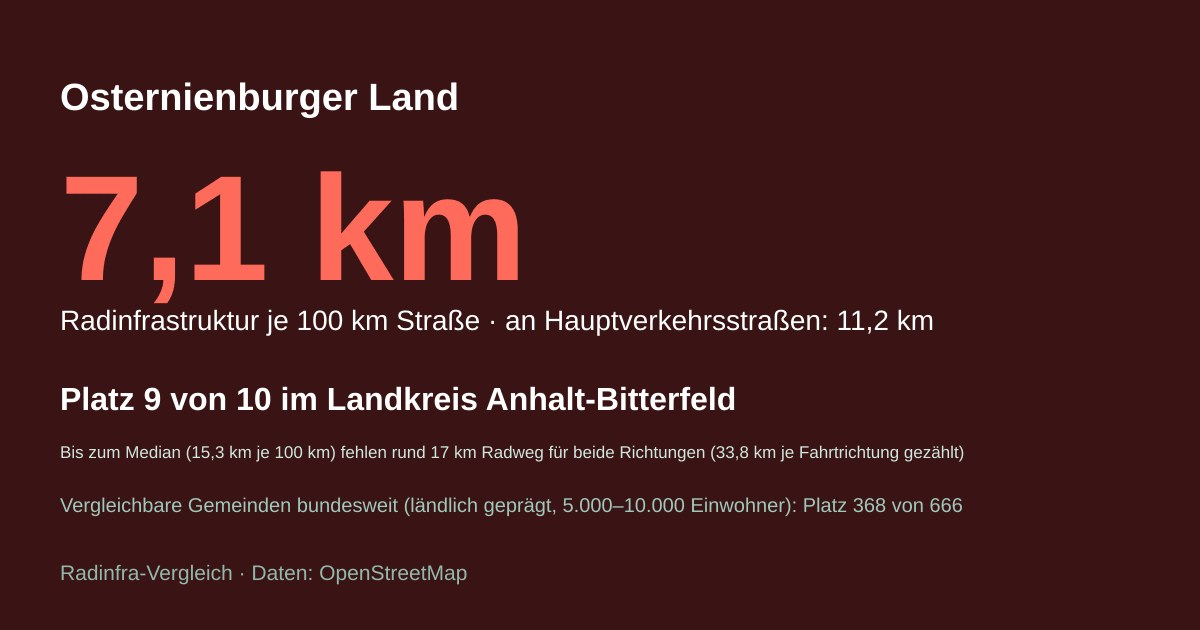 Osternienburger Land
7,1 km
Radinfrastruktur je 100 km Straße · an Hauptverkehrsstraßen: 11,2 km
Platz 9 von 10 im Landkreis Anhalt-Bitterfeld
Bis zum Median (15,3 km je 100 km) fehlen rund 17 km Radweg für beide Richtungen (33,8 km je Fahrtrichtung gezählt)
Vergleichbare Gemeinden bundesweit (ländlich geprägt, 5.000–10.000 Einwohner): Platz 368 von 666
Radinfra-Vergleich · Daten: OpenStreetMap